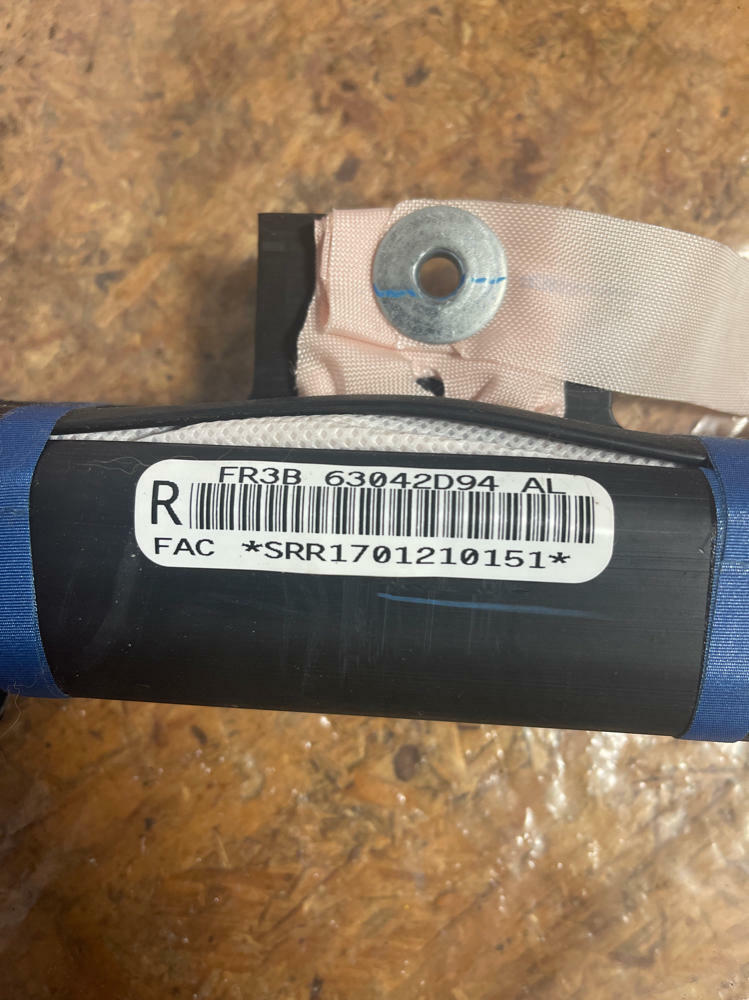 FR3B 63042D94 AL
R
FAC *SRR1701210151*